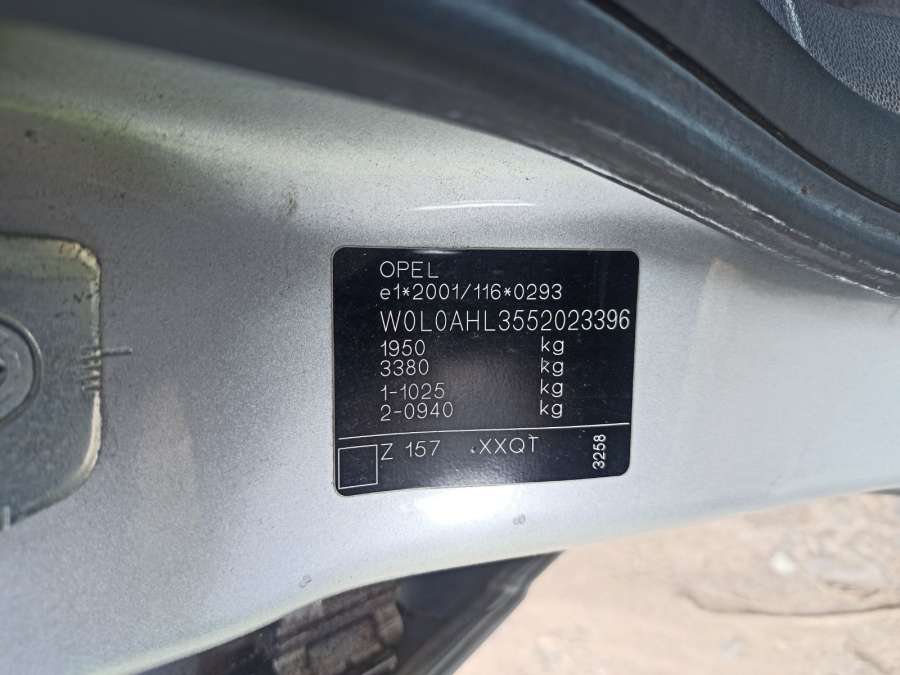 OPEL
e1*2001/116*0293
W0L0AHL3552023396
1950 kg
3380 kg
1-1025 kg
2-0940 kg
Z 157 XXQT
3258